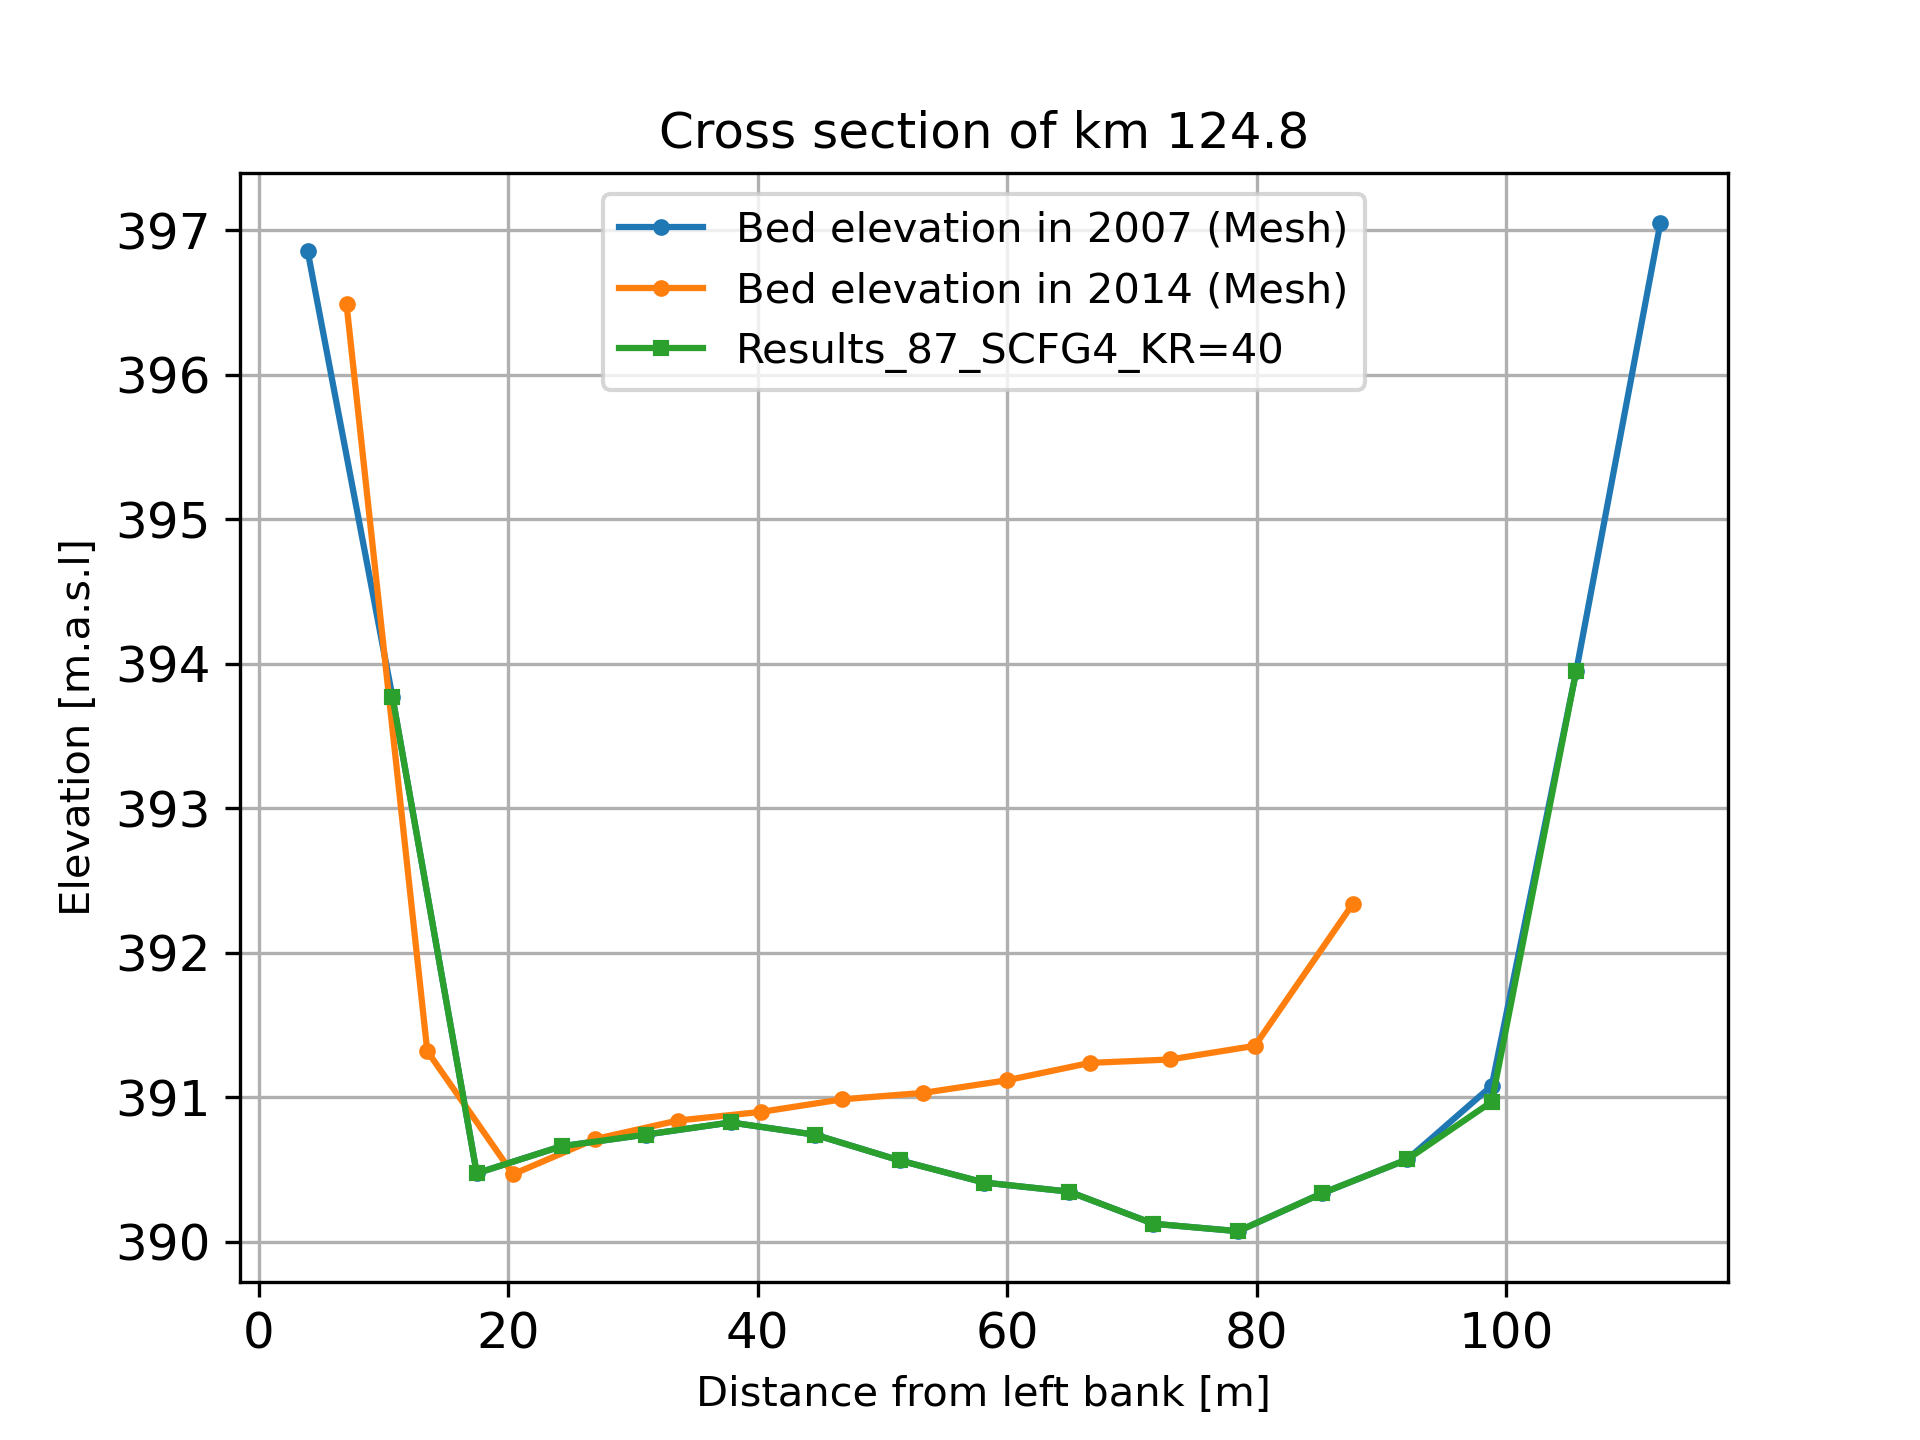 Cross section of km 124.8
Bed elevation in 2007 (Mesh)
Bed elevation in 2014 (Mesh)
Results_87_SCFG4_KR=40
397
396
395
394
393
392
391
390
Elevation [m.a.s.l]
0 20 40 60 80 100
Distance from left bank [m]